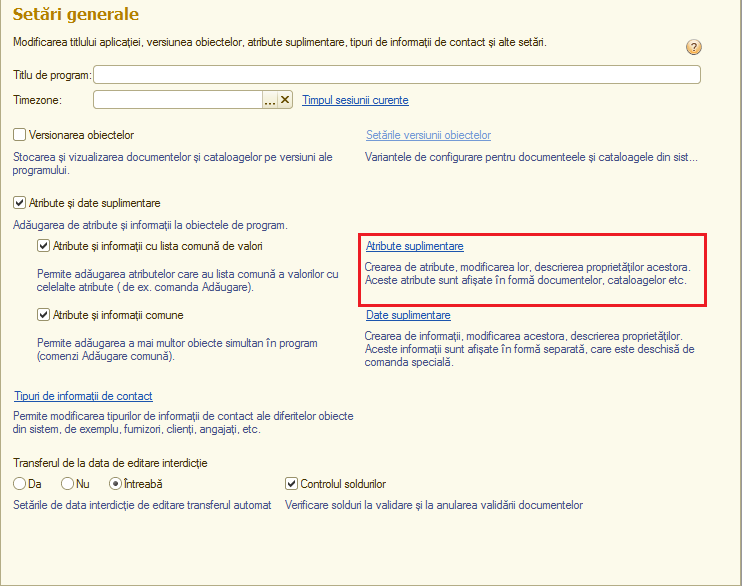 Setări generale
Modificarea titlului aplicației, versiunea obiectelor, atribute suplimentare, tipuri de informații de contact și alte setări.
?
Titlu de program:
Timezone:
...
Timpul sesiunii curente
Versionarea obiectelor
Setările versiunii obiectelor
Stocarea și vizualizarea documentelor și cataloagelor pe versiuni ale
programului.
Variantele de configurare pentru documenteele și cataloagele din sist...
Atribute și date suplimentare
Adăugarea de atribute și informații la obiectele de program.
Atribute și informații cu lista comună de valori
Atribute suplimentare
Permite adăugarea atributelor care au lista comună a valorilor cu
celelalte atribute ( de ex. comanda Adăugare).
Crearea de atribute, modificarea lor, descrierea proprietăților acestora.
Aceste atribute sunt afișate în formă documentelor, cataloagelor etc.
Atribute și informații comune
Date suplimentare
Permite adăugarea a mai multor obiecte simultan în program
(comenzi Adăugare comună).
Crearea de informații, modificarea acestora, descrierea proprietăților.
Aceste informații sunt afișate în formă separată, care este deschisă de
comanda specială.
Tipuri de informații de contact
Permite modificarea tipurilor de informații de contact ale diferitelor obiecte
din sistem, de exemplu, furnizori, clienți, angajați, etc.
Transferul de la data de editare interdicție
Da
Nu
întreabă
Controlul soldurilor
Setările de data interdicție de editare transferul automat
Verificare solduri la validare și la anularea validării documentelor